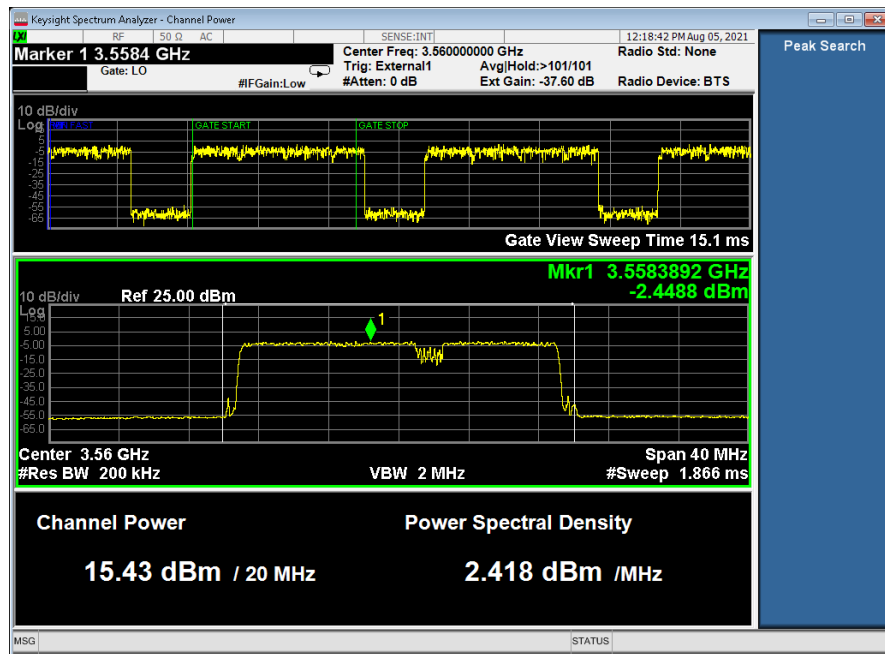 Keysight Spectrum Analyzer - Channel Power
LXI
RF
50 Ω
AC
SENSE:INT
12:18:42 PM Aug 05, 2021
Marker 1 3.5584 GHz
Gate: LO
#IFGain:Low
Center Freq: 3.560000000 GHz
Trig: External1
Avg|Hold:>101/101
#Atten: 0 dB
Ext Gain: -37.60 dB
Radio Std: None
Radio Device: BTS
Peak Search
10 dB/div
Log
GATE START
GATE STOP
5
-5
-15
-25
-35
-45
-55
-65
Gate View Sweep Time 15.1 ms
Mkr1 3.5583892 GHz
-2.4488 dBm
10 dB/div
Ref 25.00 dBm
Log
15.0
5.00
-5.00
-15.0
-25.0
-35.0
-45.0
-55.0
-65.0
1
Center 3.56 GHz
Span 40 MHz
#Res BW 200 kHz
VBW 2 MHz
#Sweep 1.866 ms
Channel Power
Power Spectral Density
15.43 dBm / 20 MHz
2.418 dBm /MHz
MSG
STATUS